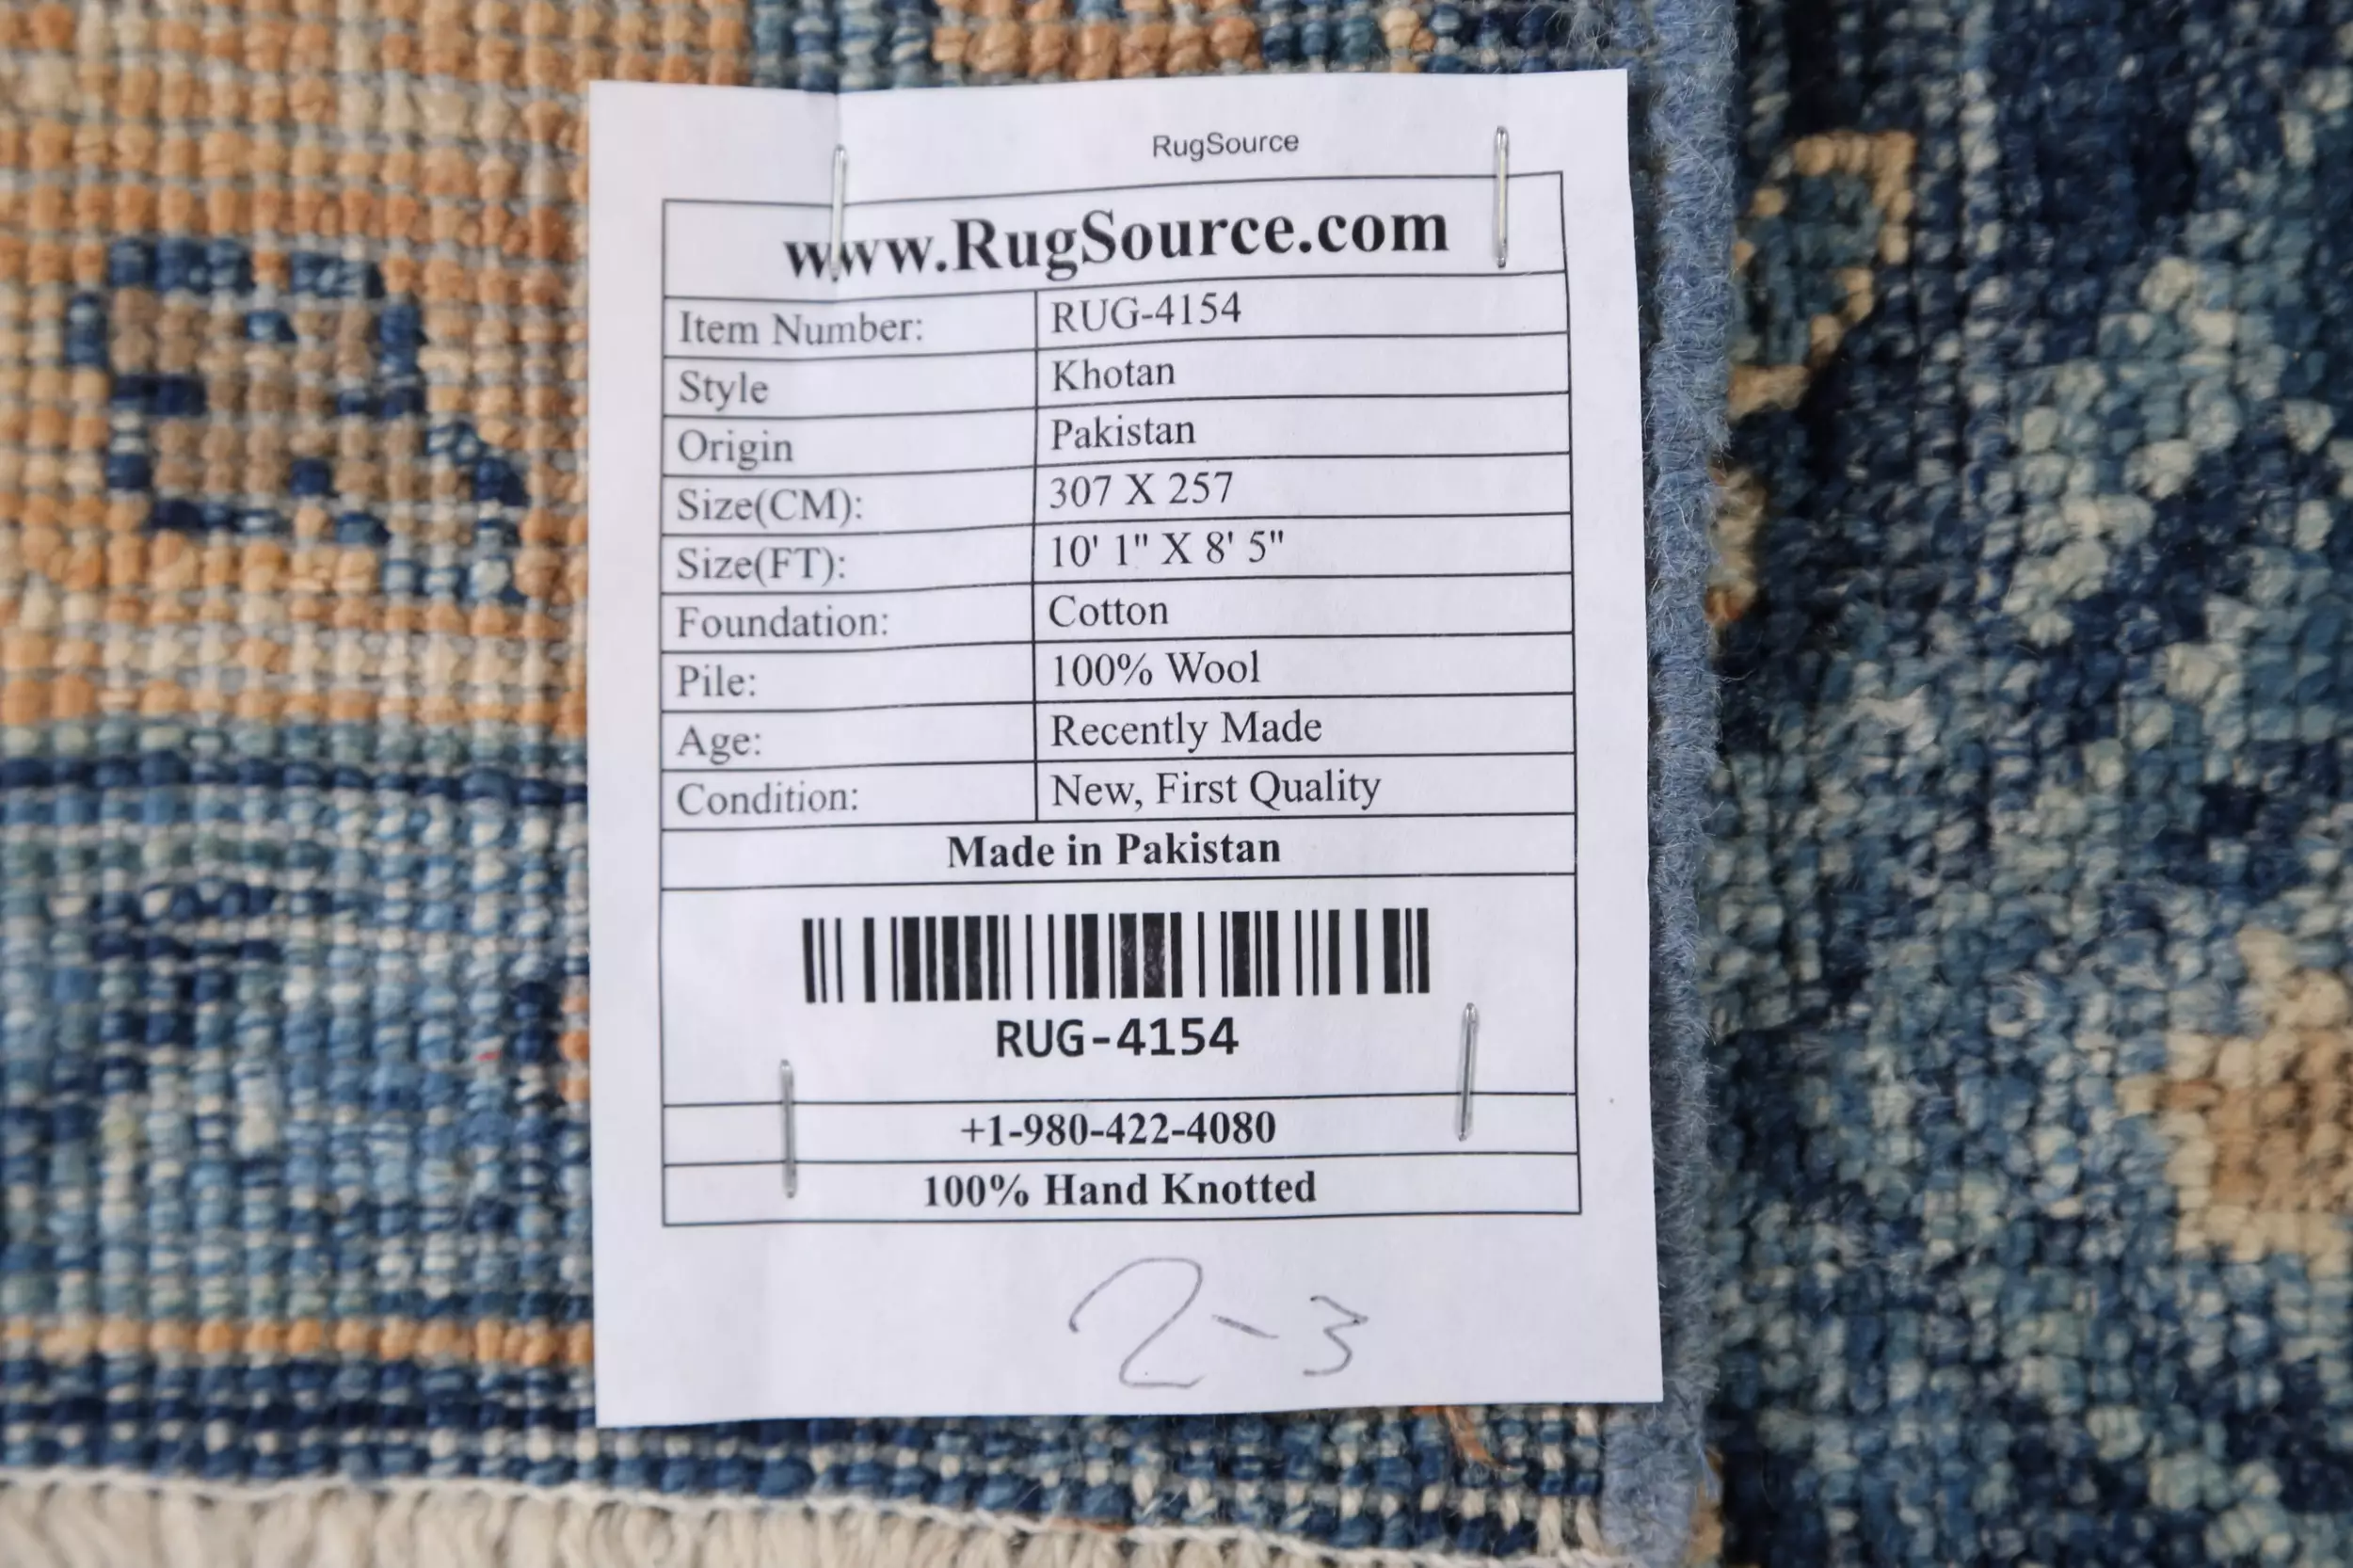 RugSource
www.RugSource.com
Item Number: RUG-4154
Style Khotan
Origin Pakistan
Size(CM): 307 X 257
Size(FT): 10' 1" X 8' 5"
Foundation: Cotton
Pile: 100% Wool
Age: Recently Made
Condition: New, First Quality
Made in Pakistan
RUG-4154
+1-980-422-4080
100% Hand Knotted
2-3